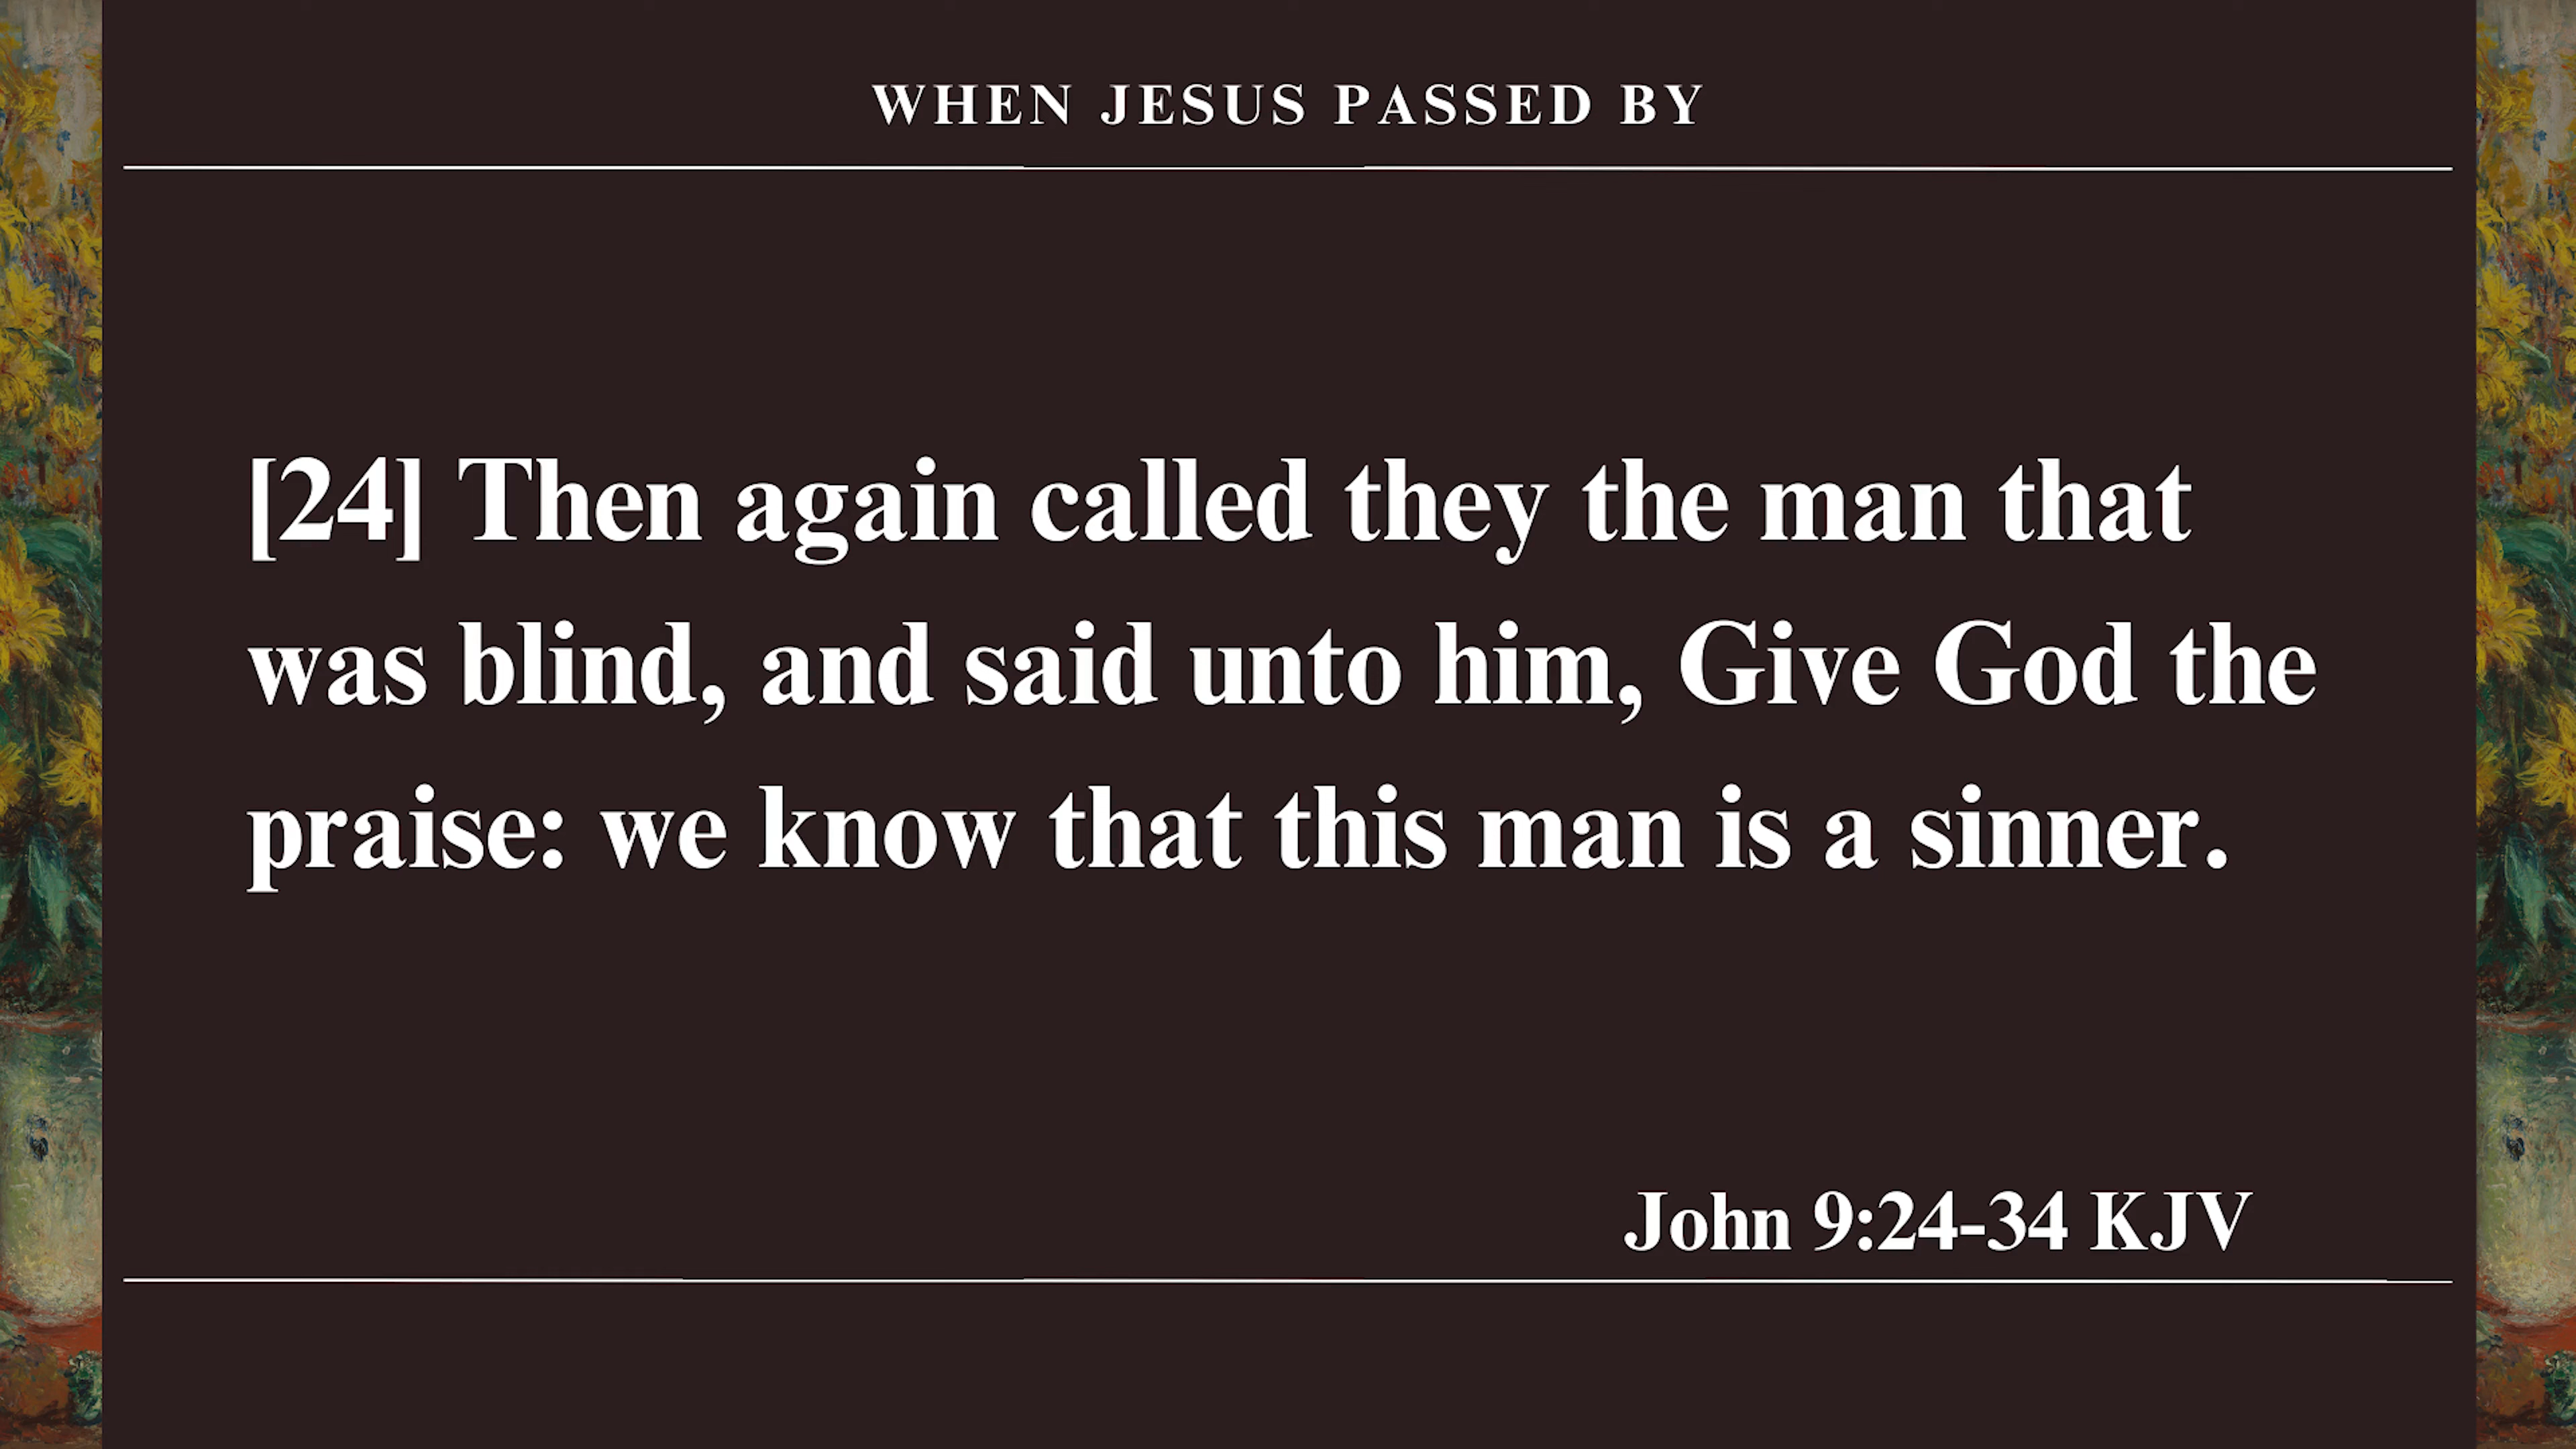 WHEN JESUS PASSED BY
[24] Then again called they the man that
was blind, and said unto him, Give God the
praise: we know that this man is a sinner.
John 9:24-34 KJV